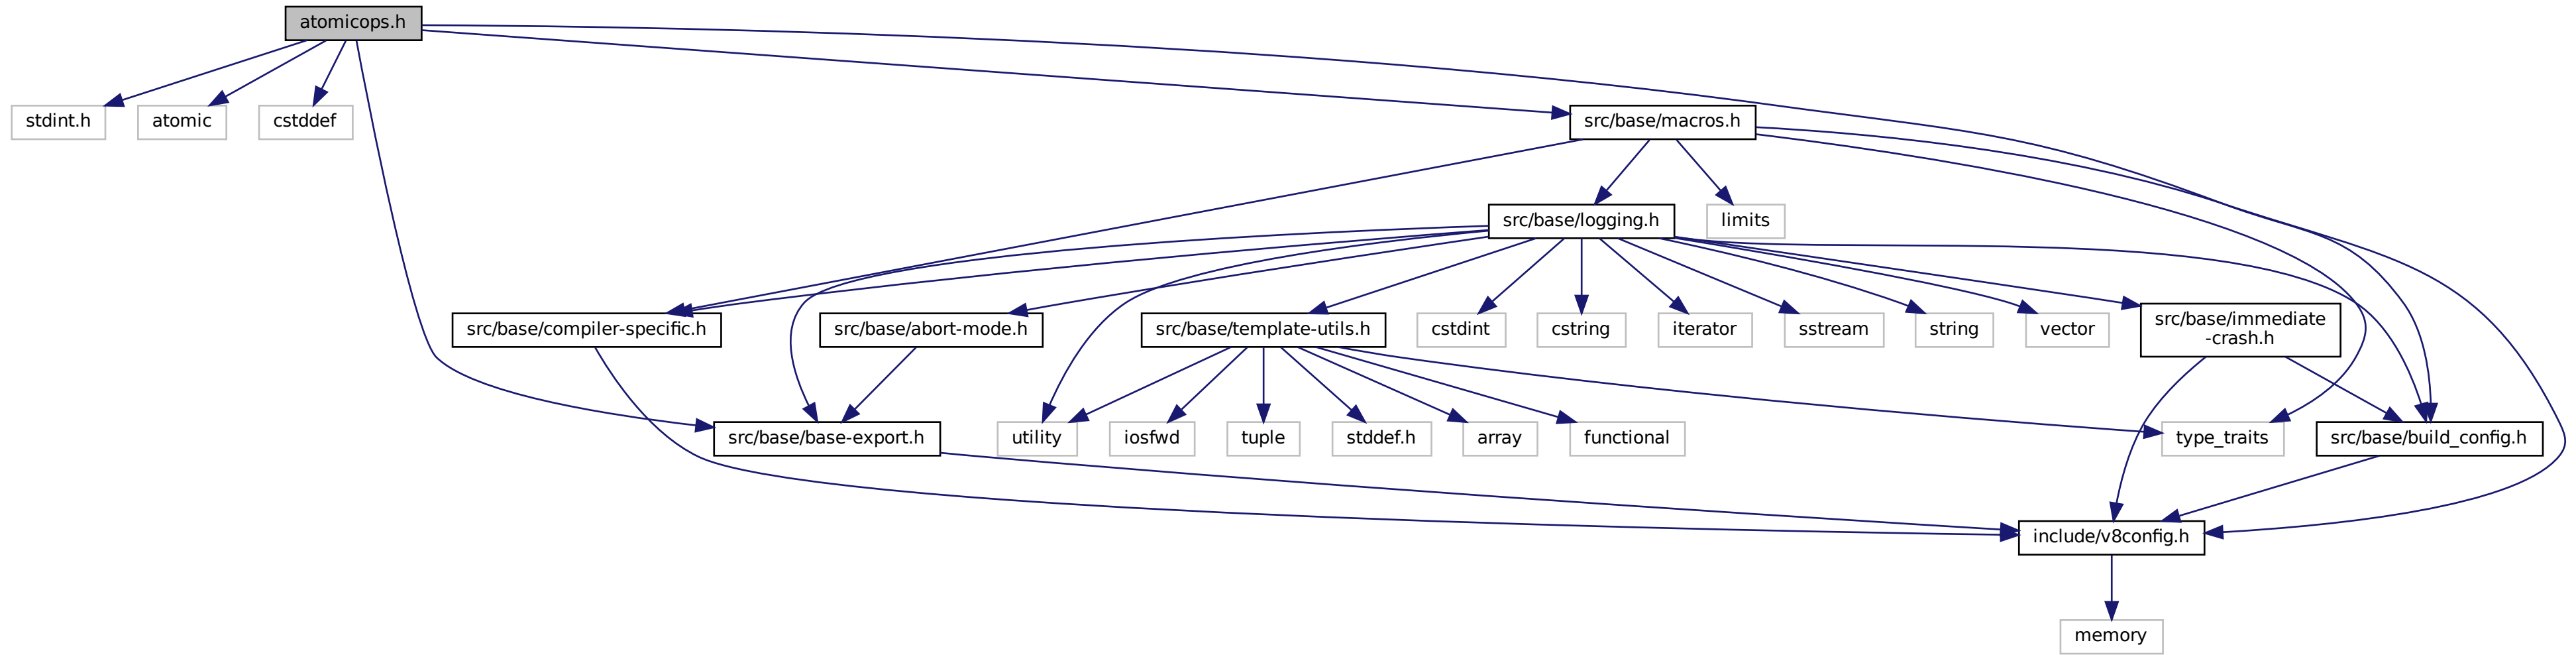 atomicops.h
stdint.h
atomic
cstddef
src/base/macros.h
src/base/logging.h
limits
src/base/compiler-specific.h
src/base/abort-mode.h
src/base/template-utils.h
cstdint
cstring
iterator
sstream
string
vector
src/base/immediate
-crash.h
src/base/base-export.h
utility
iosfwd
tuple
stddef.h
array
functional
type_traits
src/base/build_config.h
include/v8config.h
memory